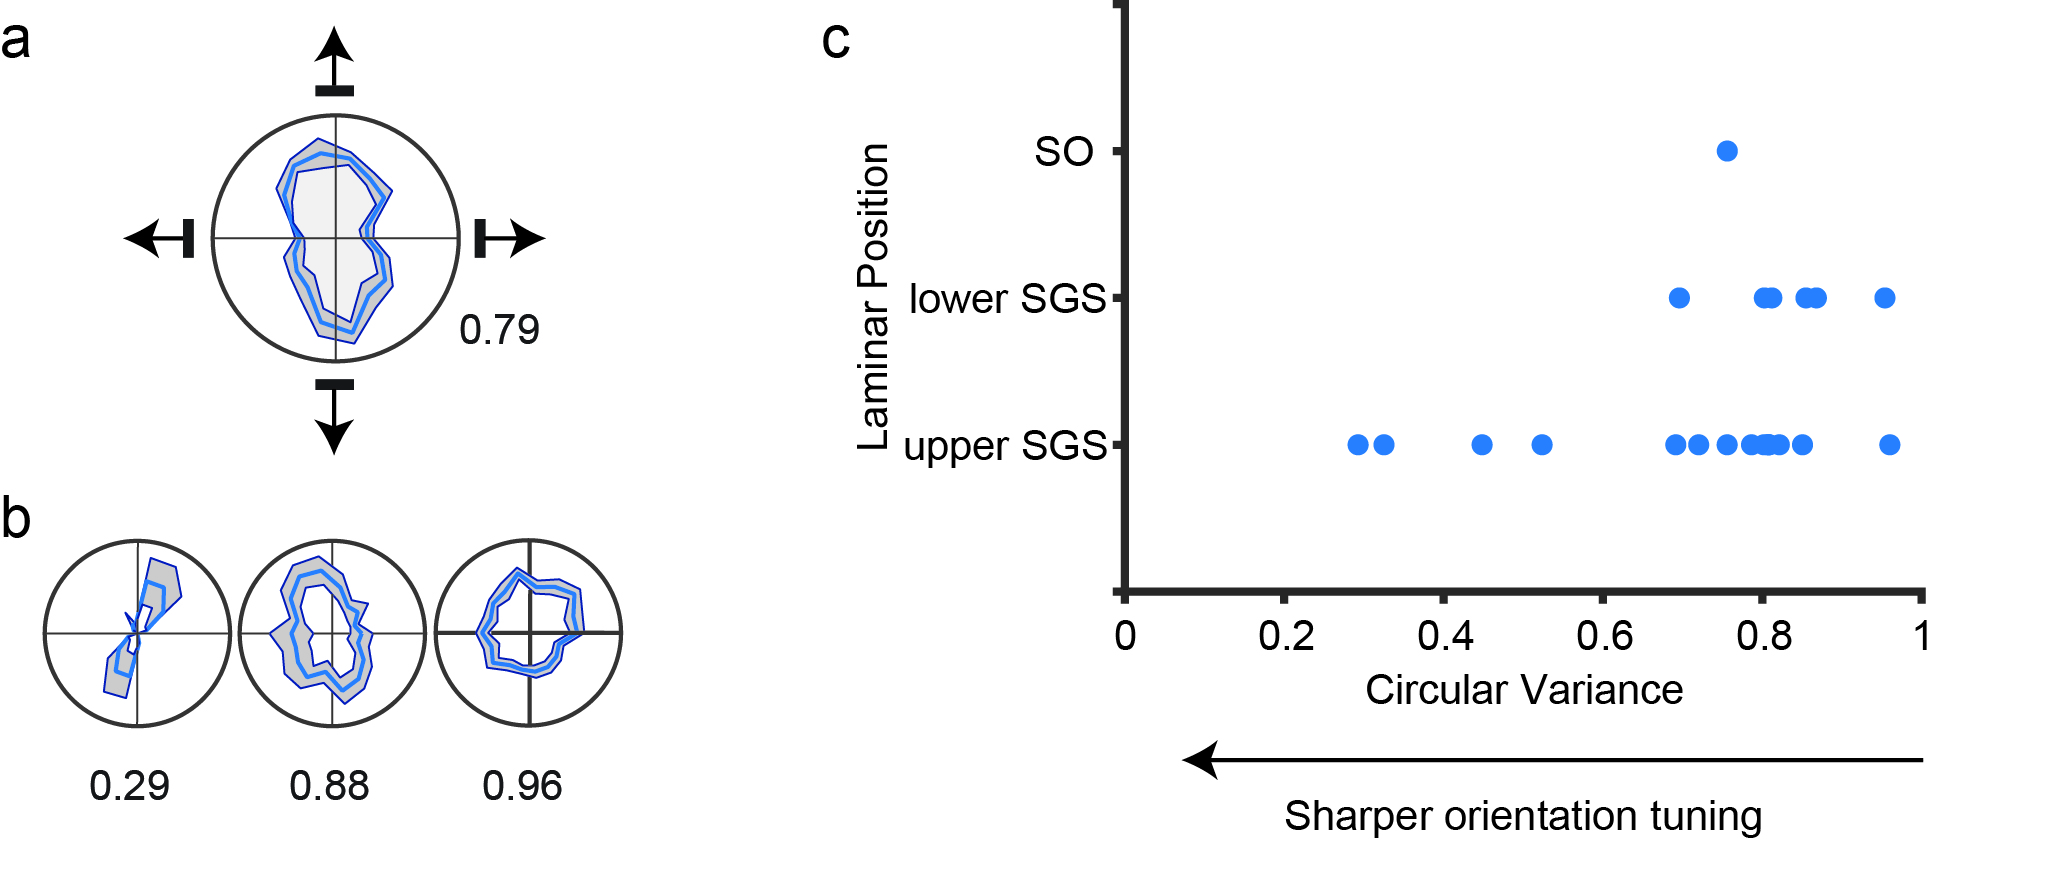 a
0.79
b
0.29 0.88 0.96
c
Laminar Position
SO
lower SGS
upper SGS
0 0.2 0.4 0.6 0.8 1
Circular Variance
Sharper orientation tuning